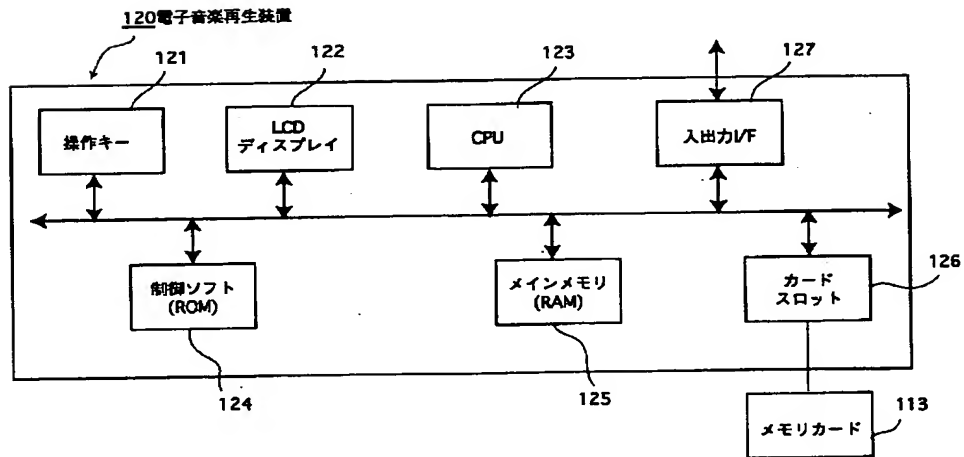 120電子音楽再生装置
121
122
123
127
操作キー
LCD
ディスプレイ
CPU
入出力I/F
制御ソフト
(ROM)
メインメモリ
(RAM)
カード
スロット
126
124
125
メモリカード
113